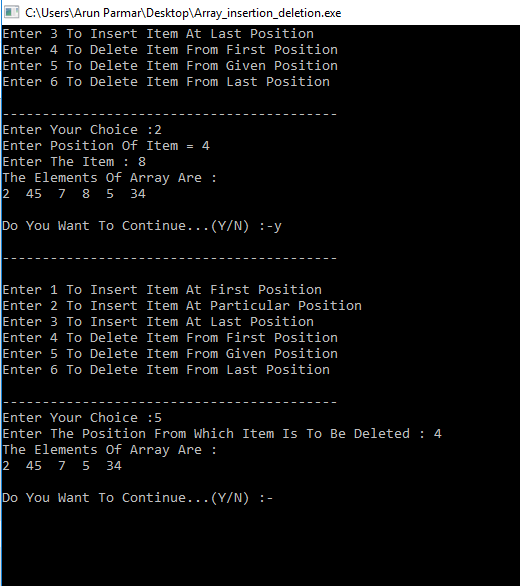 C:\Users\Arun Parmar\Desktop\Array_insertion_deletion.exe
Enter 3 To Insert Item At Last Position
Enter 4 To Delete Item From First Position
Enter 5 To Delete Item From Given Position
Enter 6 To Delete Item From Last Position
------------------------------------------
Enter Your Choice :2
Enter Position Of Item = 4
Enter The Item : 8
The Elements Of Array Are :
2  45  7  8  5  34
Do You Want To Continue...(Y/N) :-y
------------------------------------------
Enter 1 To Insert Item At First Position
Enter 2 To Insert Item At Particular Position
Enter 3 To Insert Item At Last Position
Enter 4 To Delete Item From First Position
Enter 5 To Delete Item From Given Position
Enter 6 To Delete Item From Last Position
------------------------------------------
Enter Your Choice :5
Enter The Position From Which Item Is To Be Deleted : 4
The Elements Of Array Are :
2  45  7  5  34
Do You Want To Continue...(Y/N) :-